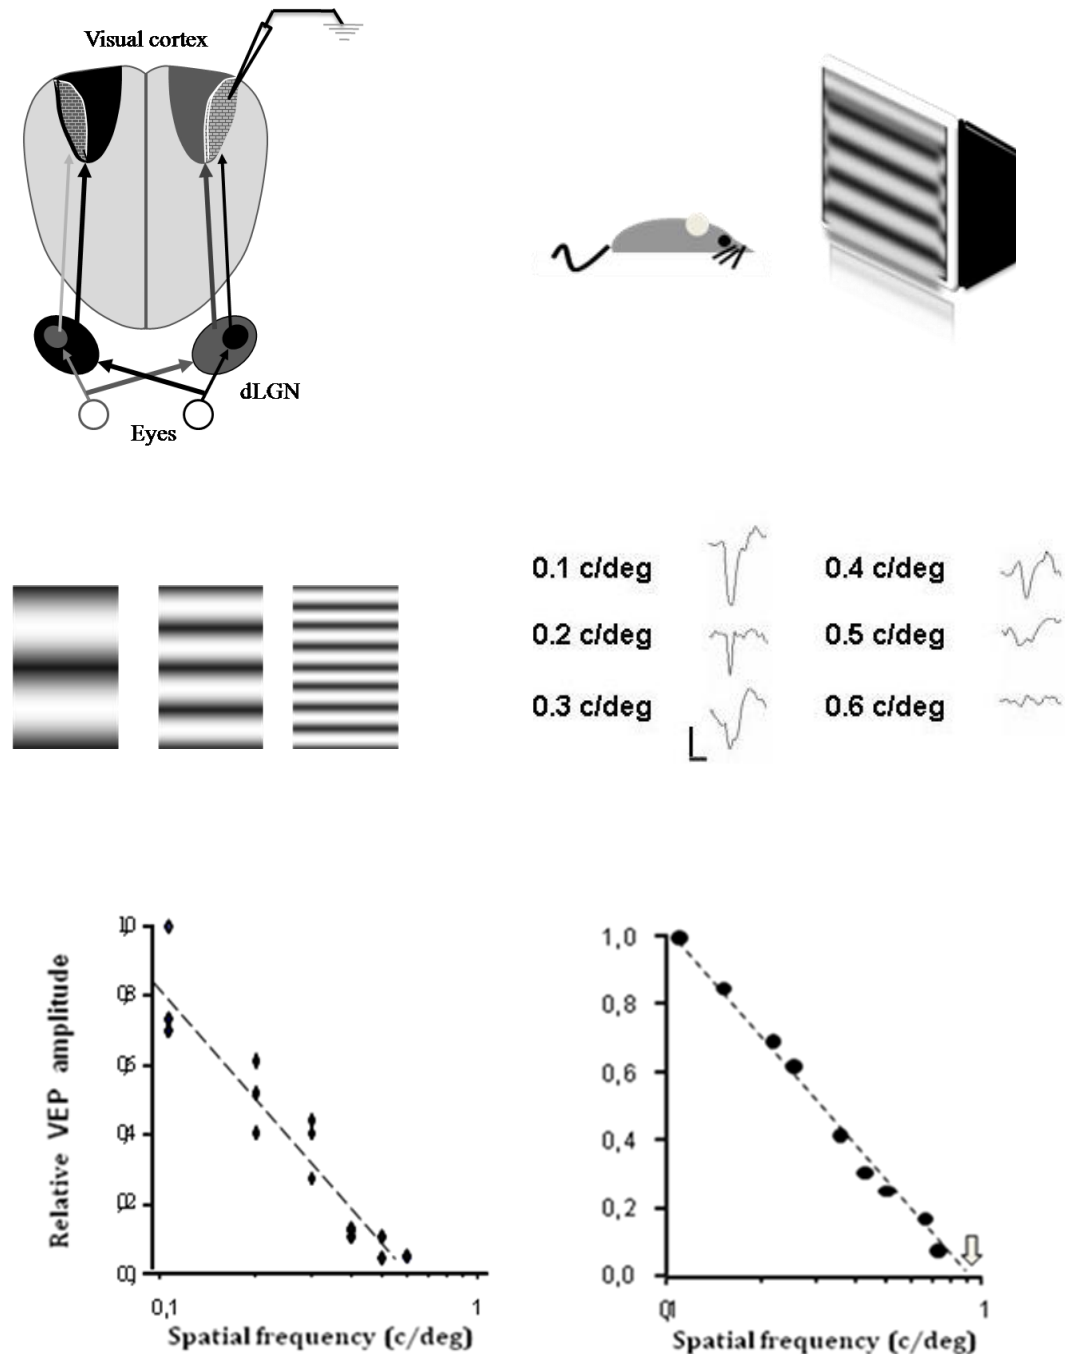 Visual cortex
dLGN
Eyes
0.1 c/deg
0.2 c/deg
0.3 c/deg
0.4 c/deg
0.5 c/deg
0.6 c/deg
Relative VEP amplitude
1,0
0,8
0,6
0,4
0,2
0,0
0,1
1
Spatial frequency (c/deg)
1,0
0,8
0,6
0,4
0,2
0,0
0,1
1
Spatial frequency (c/deg)